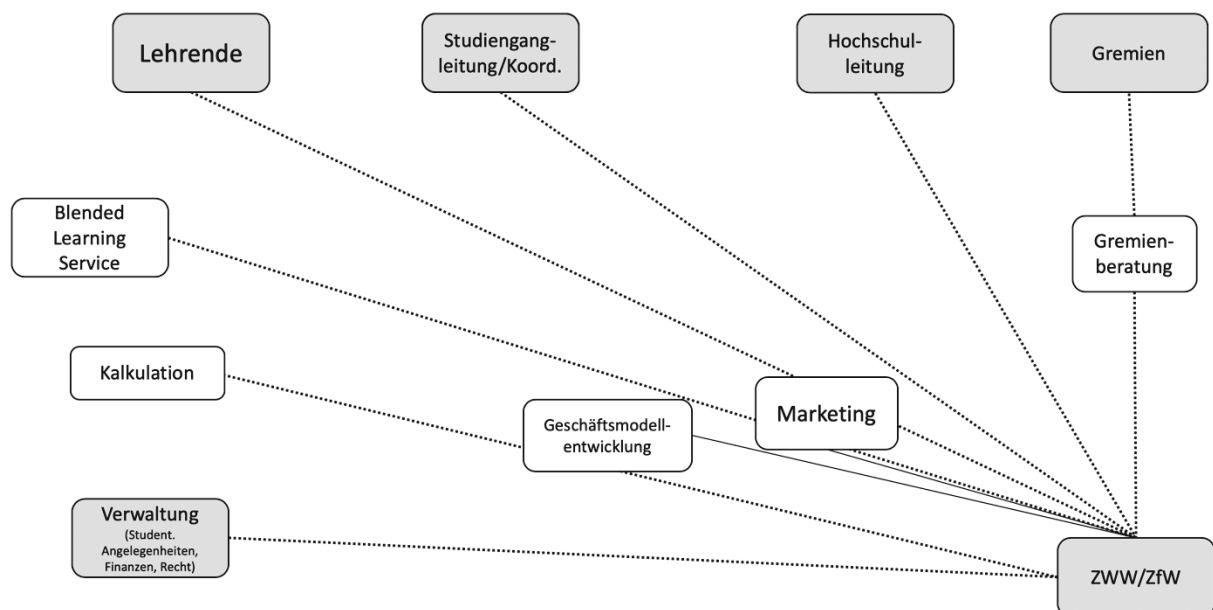 Lehrende
Studiengang-
leitung/Koord.
Hochschul-
leitung
Gremien
Blended
Learning
Service
Gremien-
beratung
Kalkulation
Marketing
Geschäftsmodell-
entwicklung
Verwaltung
(Student.
Angelegenheiten,
Finanzen, Recht)
ZWW/ZfW